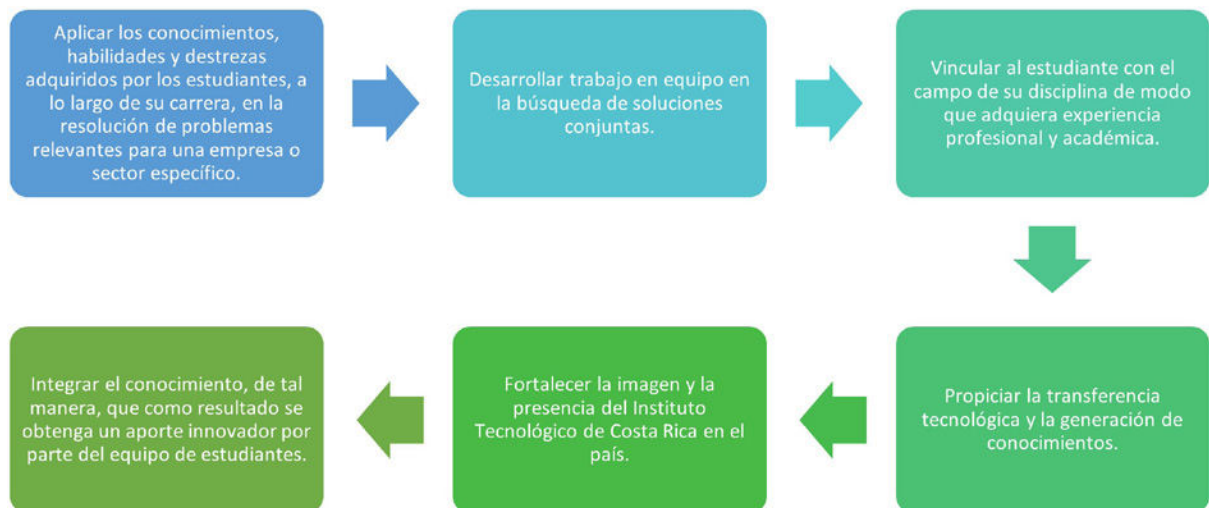 Aplicar los conocimientos,
habilidades y destrezas
adquiridos por los estudiantes, a
lo largo de su carrera, en la
resolución de problemas
relevantes para una empresa o
sector específico.
Desarrollar trabajo en equipo en
la búsqueda de soluciones
conjuntas.
Vincular al estudiante con el
campo de su disciplina de modo
que adquiera experiencia
profesional y académica.
Propiciar la transferencia
tecnológica y la generación de
conocimientos.
Fortalecer la imagen y la
presencia del Instituto
Tecnológico de Costa Rica en el
país.
Integrar el conocimiento, de tal
manera, que como resultado se
obtenga un aporte innovador por
parte del equipo de estudiantes.